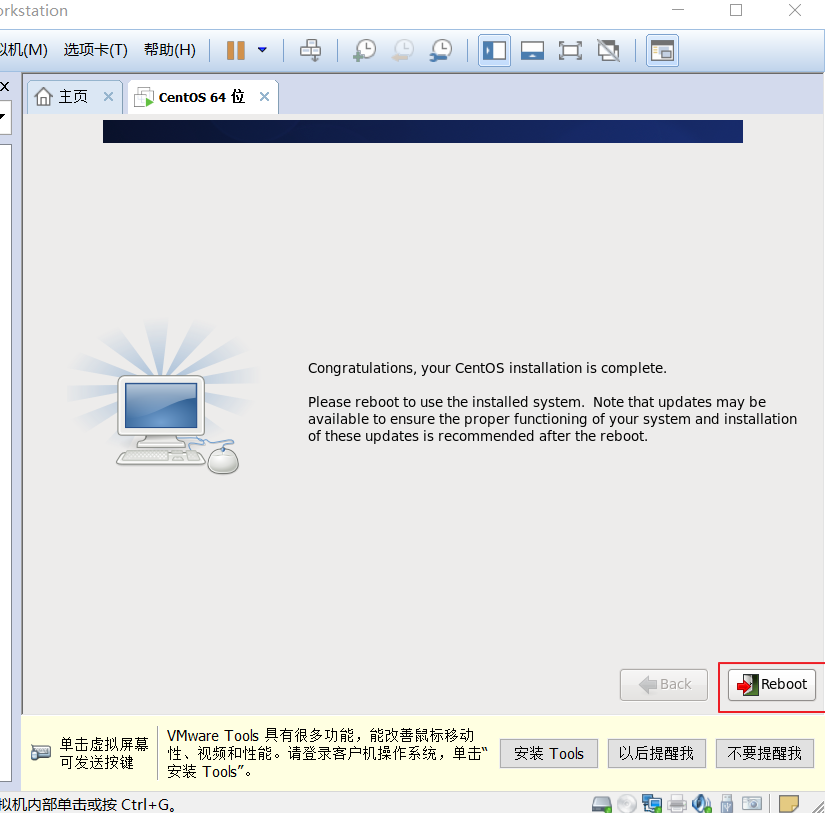 orkstation
拟机(M) 选项卡(T) 帮助(H)
主页 CentOS 64 位
Congratulations, your CentOS installation is complete.
Please reboot to use the installed system. Note that updates may be
available to ensure the proper functioning of your system and installation
of these updates is recommended after the reboot.
Back Reboot
单击虚拟屏幕
可发送按键
VMware Tools 具有很多功能，能改善鼠标移动
性、视频和性能。请登录客户机操作系统，单击“
安装 Tools”。
安装 Tools 以后提醒我 不要提醒我
拟机内部单击或按 Ctrl+G。